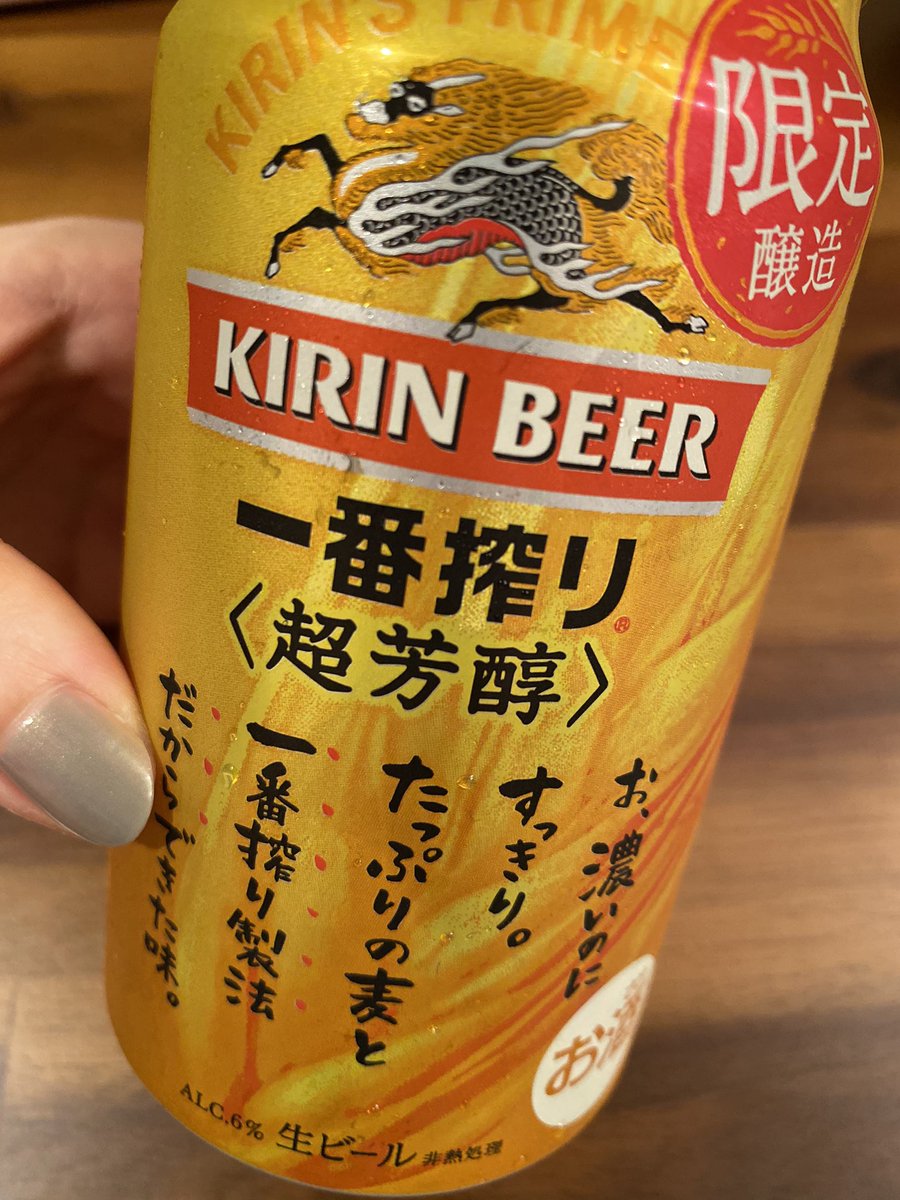 KIRIN'S PRIME
限定
醸造
KIRIN BEER
一番搾り®
〈超芳醇〉
お、濃いのに
すっきり。
たっぷりの麦と
一番搾り製法
だからできた味。
お酒
ALC.6% 生ビール 非熱処理